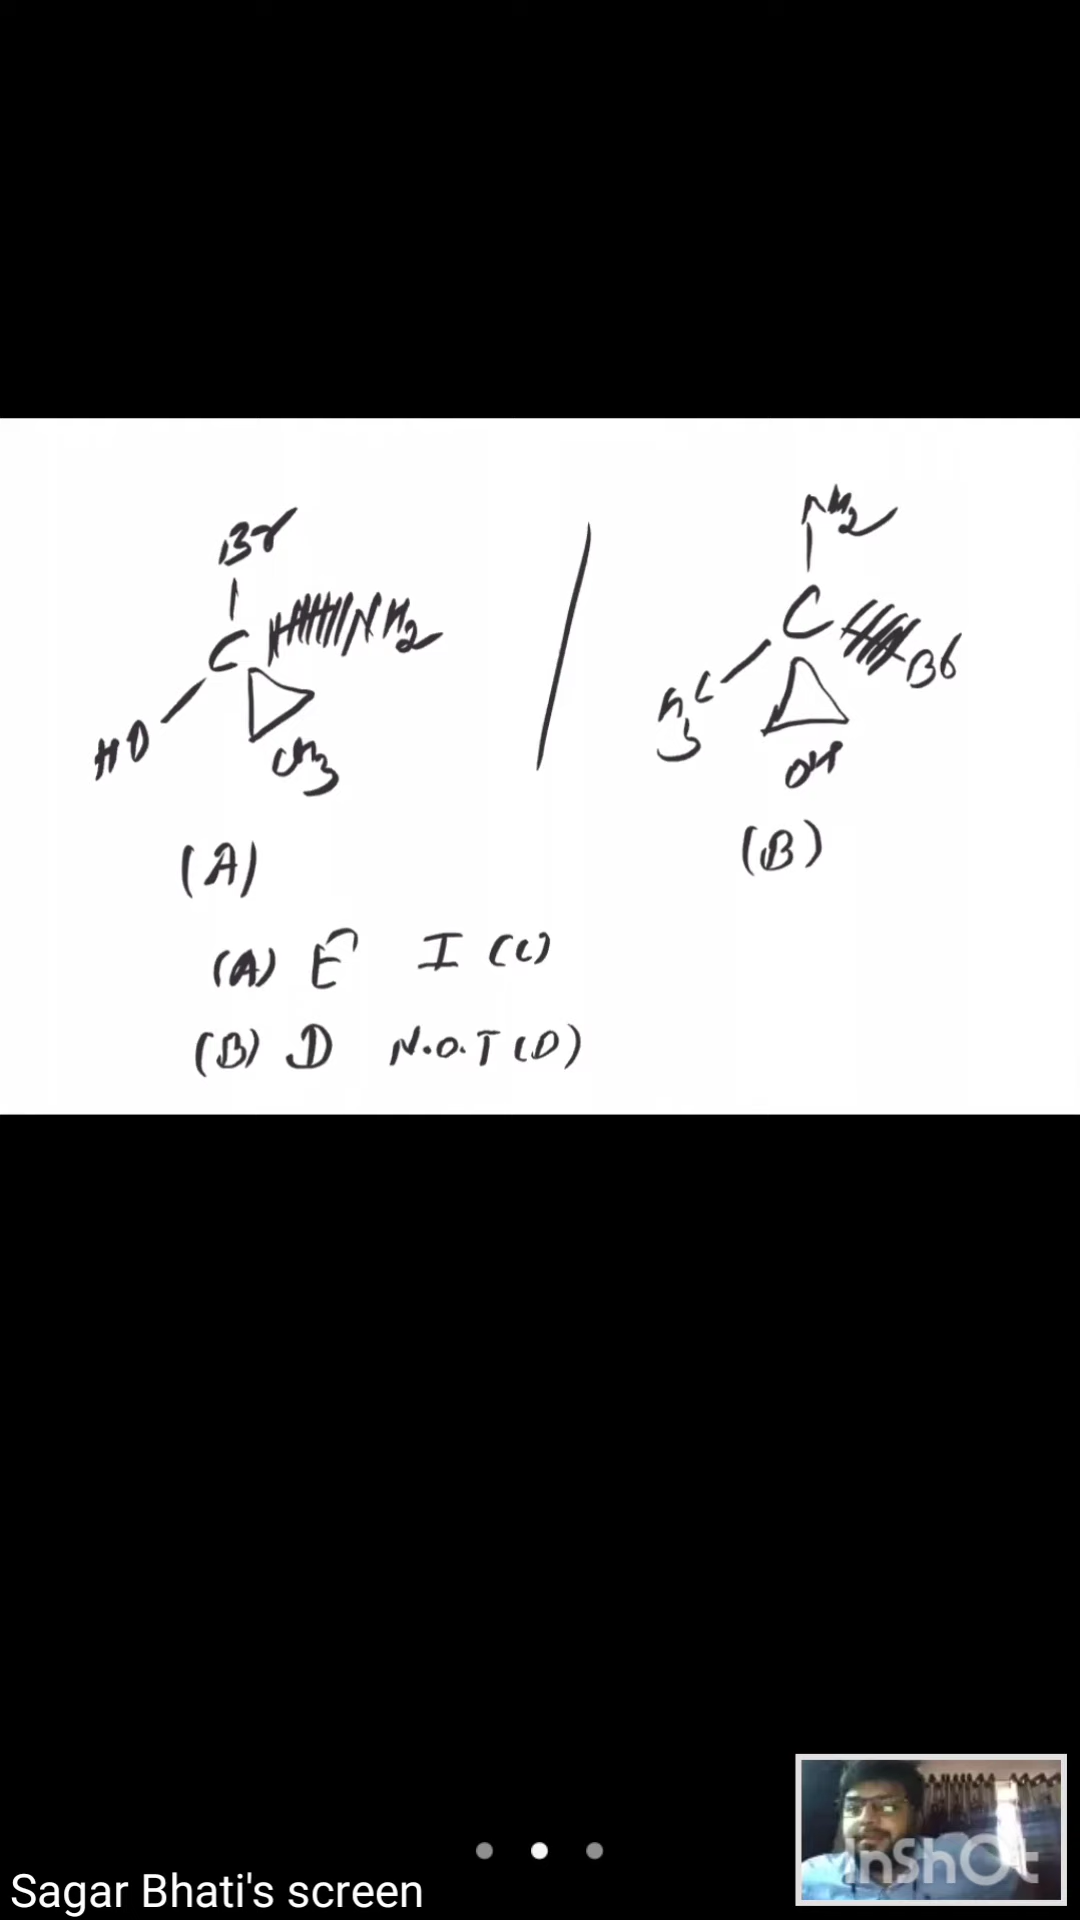 Br
C NH2
HO
CH3
(A)
NH2
C
H3C Br
OH
(B)
(A) E I (C)
(B) D N.O.T (D)
InShOt
Sagar Bhati's screen